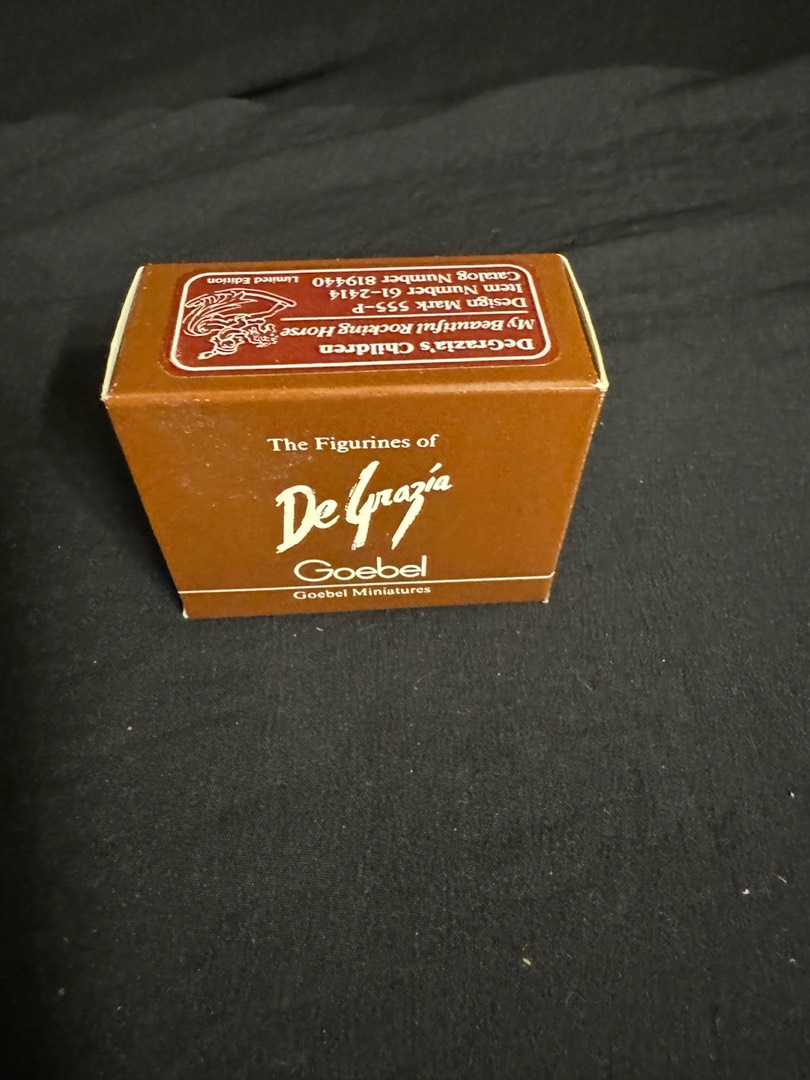 DeGrazia's Children
My Beautiful Rocking Horse
Design Mark 555-P
Item Number 61-2414
Catalog Number 819440
Limited Edition
The Figurines of
De Grazía
Goebel
Goebel Miniatures